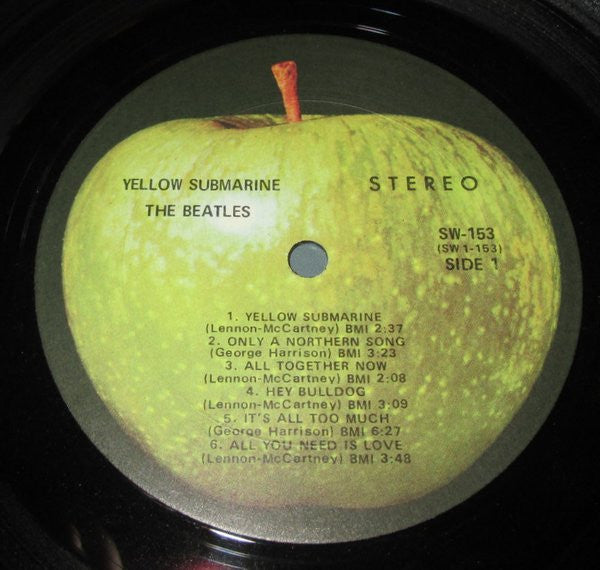 YELLOW SUBMARINE
THE BEATLES
STEREO
SW-153
(SW1-153)
SIDE 1
1. YELLOW SUBMARINE
(Lennon-McCartney) BMI 2:37
2. ONLY A NORTHERN SONG
(George Harrison) BMI 3:23
3. ALL TOGETHER NOW
(Lennon-McCartney) BMI 2:08
4. HEY BULLDOG
(Lennon-McCartney) BMI 3:09
5. IT'S ALL TOO MUCH
(George Harrison) BMI 6:27
6. ALL YOU NEED IS LOVE
(Lennon-McCartney) BMI 3:48